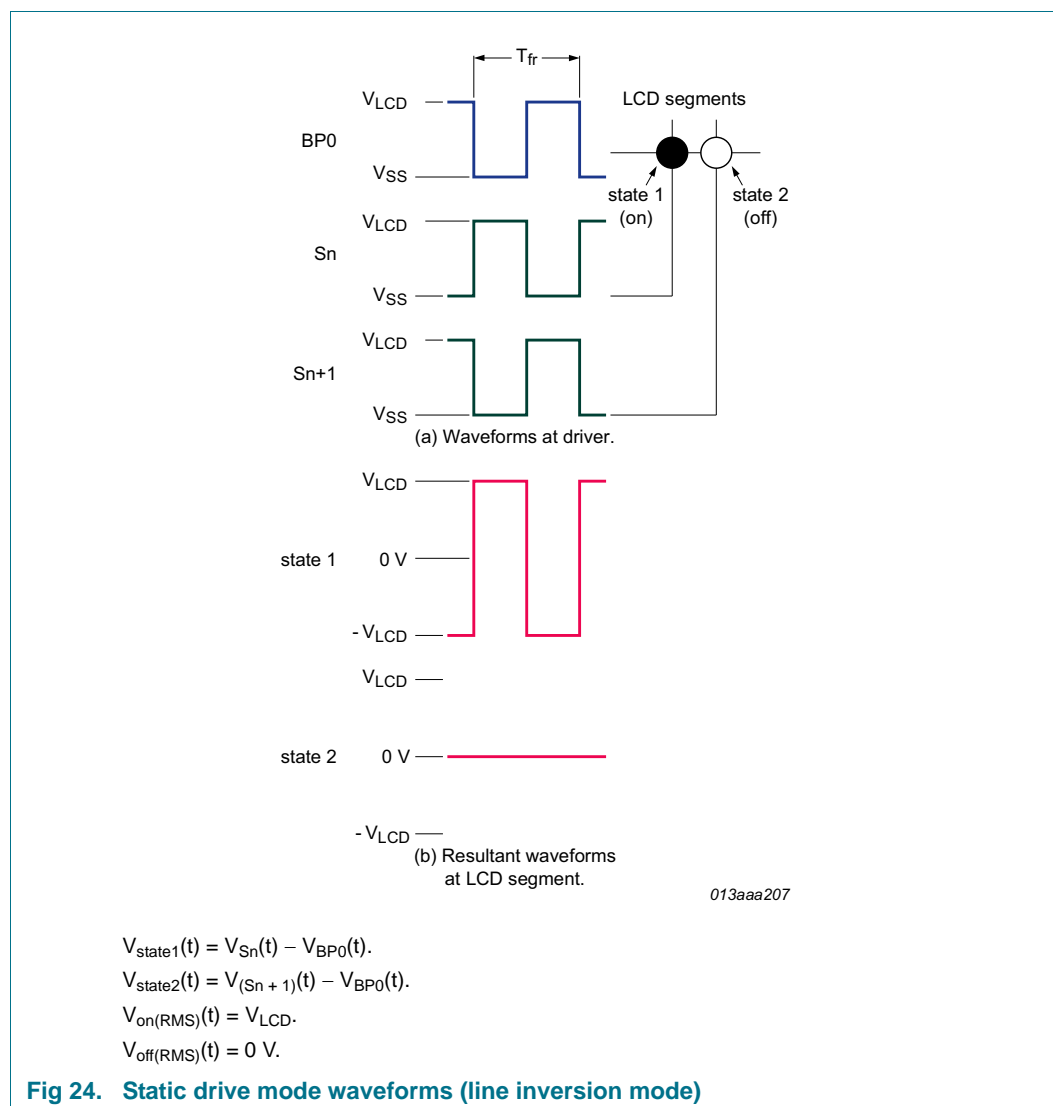 Tfr
VLCD
LCD segments
BP0
VSS
state 1
(on)
state 2
(off)
VLCD
Sn
VSS
VLCD
Sn+1
VSS
(a) Waveforms at driver.
VLCD
state 1 0 V
- VLCD
VLCD
state 2 0 V
- VLCD
(b) Resultant waveforms
at LCD segment.
013aaa207
Vstate1(t) = VSn(t) − VBP0(t).
Vstate2(t) = V(Sn + 1)(t) − VBP0(t).
Von(RMS)(t) = VLCD.
Voff(RMS)(t) = 0 V.
Fig 24. Static drive mode waveforms (line inversion mode)